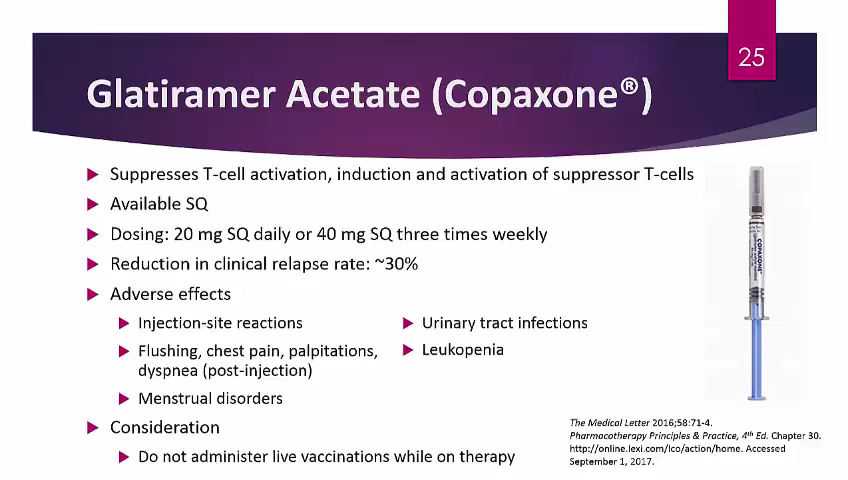 25
Glatiramer Acetate (Copaxone®)
Suppresses T-cell activation, induction and activation of suppressor T-cells
Available SQ
Dosing: 20 mg SQ daily or 40 mg SQ three times weekly
Reduction in clinical relapse rate: ~30%
Adverse effects
Injection-site reactions
Flushing, chest pain, palpitations,
dyspnea (post-injection)
Menstrual disorders
Urinary tract infections
Leukopenia
Consideration
Do not administer live vaccinations while on therapy
COPAXONE
The Medical Letter 2016;58:71-4.
Pharmacotherapy Principles & Practice, 4th Ed. Chapter 30.
http://online.lexi.com/lco/action/home. Accessed
September 1, 2017.